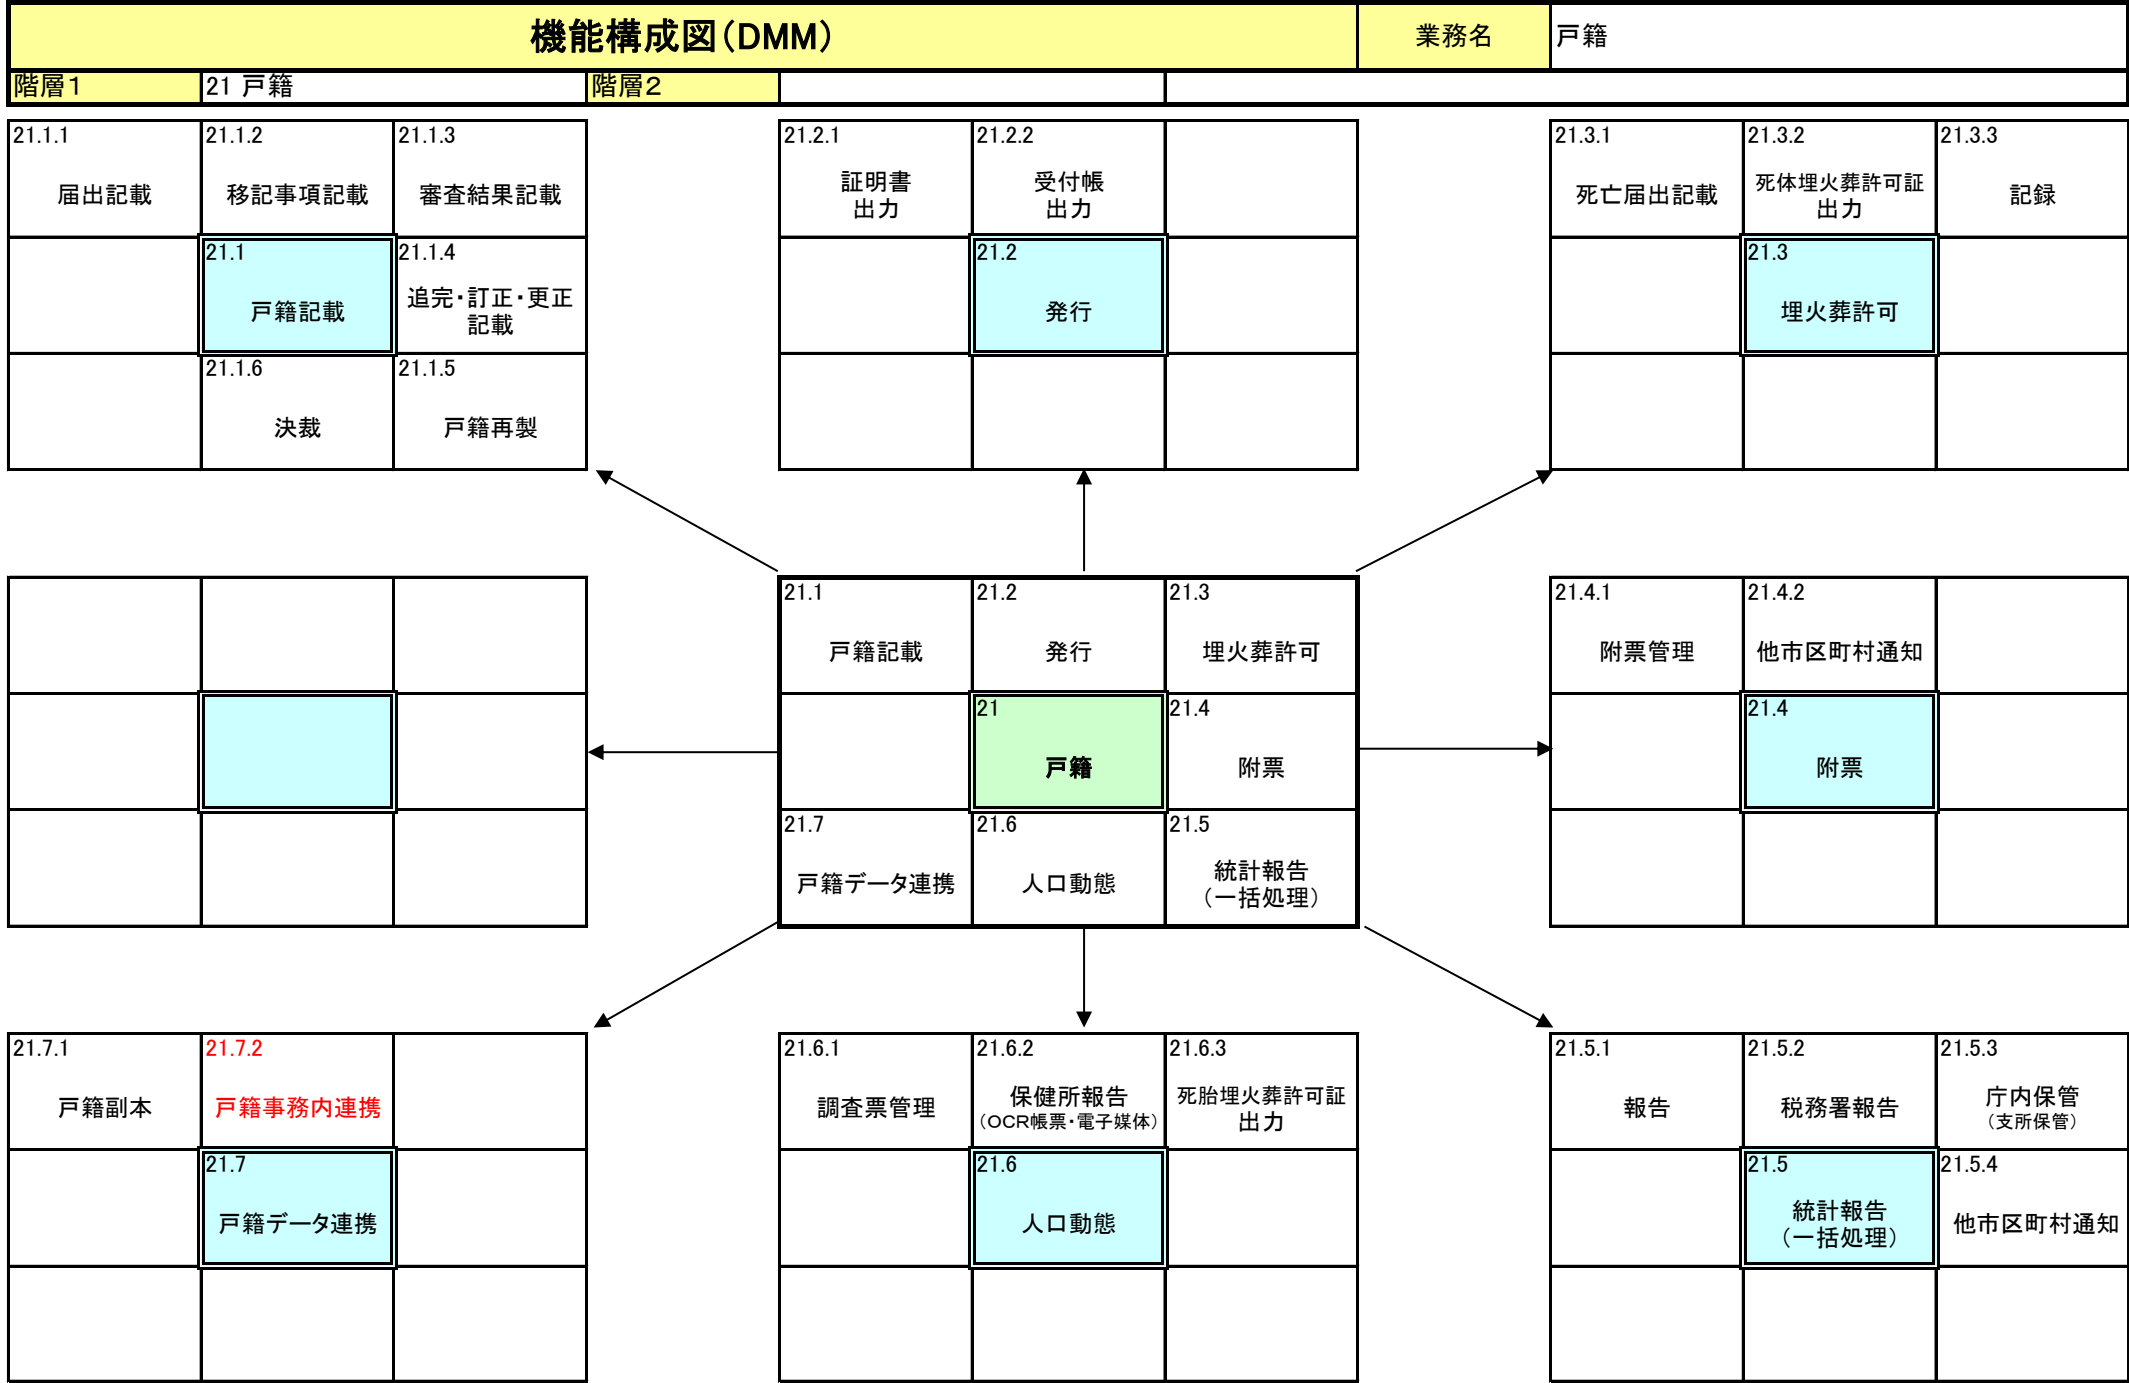 機能構成図（DMM）
業務名
戸籍
階層１
21 戸籍
階層２
21.1.1
届出記載
21.1.2
移記事項記載
21.1.3
審査結果記載
21.1
戸籍記載
21.1.4
追完・訂正・更正
記載
21.1.6
決裁
21.1.5
戸籍再製
21.2.1
証明書
出力
21.2.2
受付帳
出力
21.2
発行
21.3.1
死亡届出記載
21.3.2
死体埋火葬許可証
出力
21.3.3
記録
21.3
埋火葬許可
21.1
戸籍記載
21.2
発行
21.3
埋火葬許可
21
戸籍
21.4
附票
21.7
戸籍データ連携
21.6
人口動態
21.5
統計報告
（一括処理）
21.4.1
附票管理
21.4.2
他市区町村通知
21.4
附票
21.7.1
戸籍副本
21.7.2
戸籍事務内連携
21.7
戸籍データ連携
21.6.1
調査票管理
21.6.2
保健所報告
（OCR帳票・電子媒体）
21.6.3
死胎埋火葬許可証
出力
21.6
人口動態
21.5.1
報告
21.5.2
税務署報告
21.5.3
庁内保管
（支所保管）
21.5
統計報告
（一括処理）
21.5.4
他市区町村通知